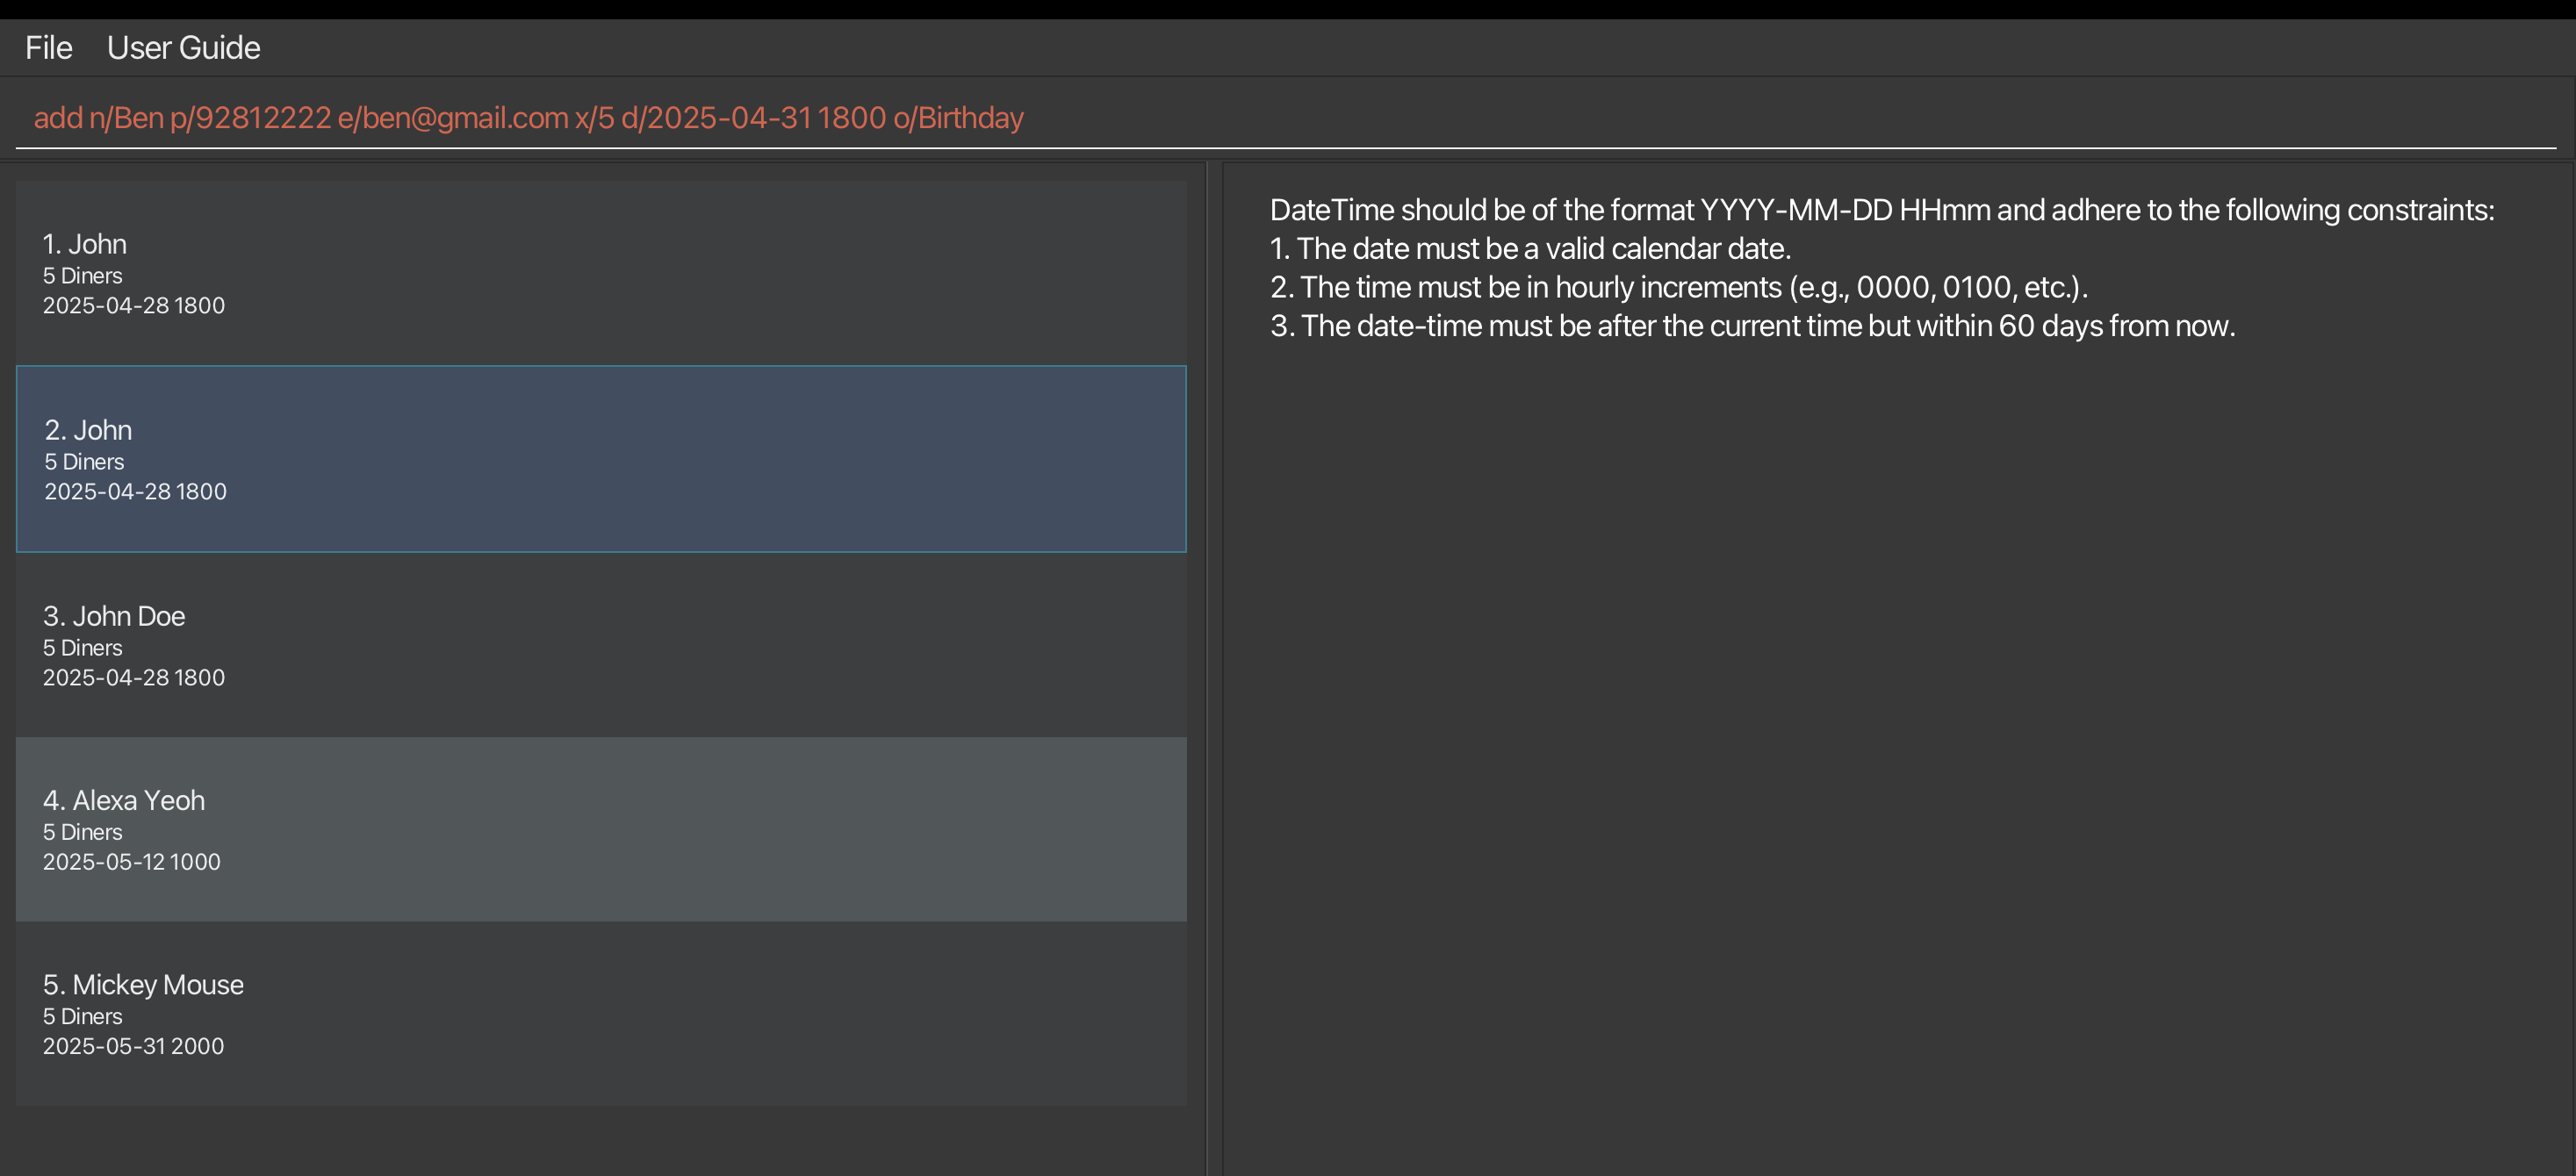 File User Guide
add n/Ben p/92812222 e/ben@gmail.com x/5 d/2025-04-31 1800 o/Birthday
1. John
5 Diners
2025-04-28 1800
2. John
5 Diners
2025-04-28 1800
3. John Doe
5 Diners
2025-04-28 1800
4. Alexa Yeoh
5 Diners
2025-05-12 1000
5. Mickey Mouse
5 Diners
2025-05-31 2000
DateTime should be of the format YYYY-MM-DD HHmm and adhere to the following constraints:
1. The date must be a valid calendar date.
2. The time must be in hourly increments (e.g., 0000, 0100, etc.).
3. The date-time must be after the current time but within 60 days from now.